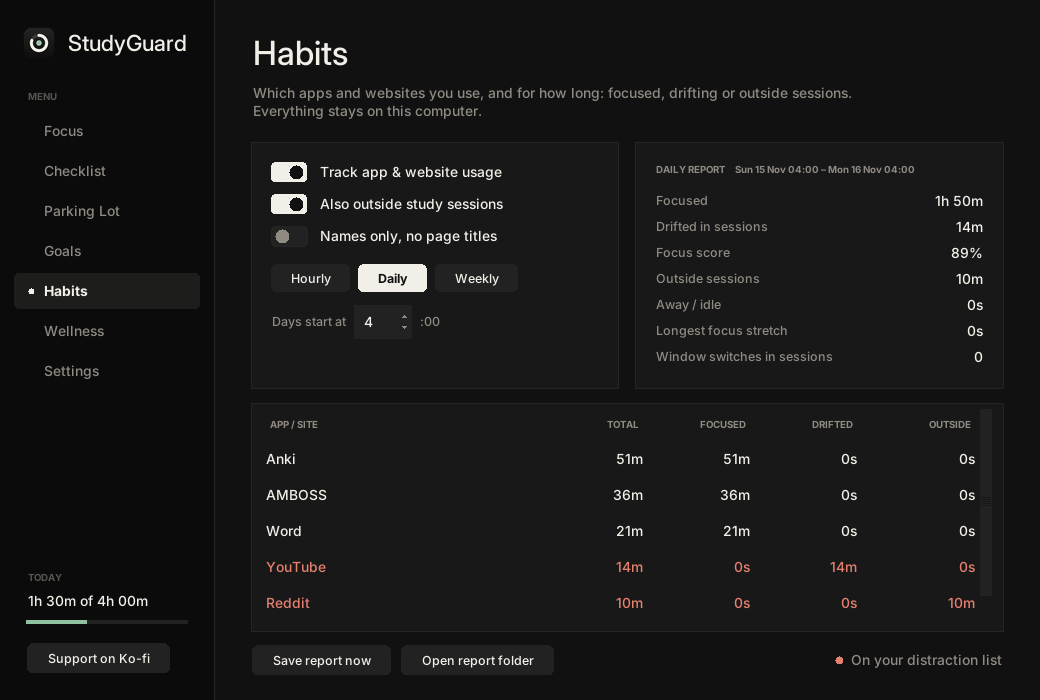 StudyGuard
MENU
Focus
Checklist
Parking Lot
Goals
Habits
Wellness
Settings
TODAY
1h 30m of 4h 00m
Support on Ko-fi
Habits
Which apps and websites you use, and for how long: focused, drifting or outside sessions.
Everything stays on this computer.
Track app & website usage
Also outside study sessions
Names only, no page titles
Hourly Daily Weekly
Days start at 4 :00
DAILY REPORT Sun 15 Nov 04:00 – Mon 16 Nov 04:00
Focused 1h 50m
Drifted in sessions 14m
Focus score 89%
Outside sessions 10m
Away / idle 0s
Longest focus stretch 0s
Window switches in sessions 0
APP / SITE TOTAL FOCUSED DRIFTED OUTSIDE
Anki 51m 51m 0s 0s
AMBOSS 36m 36m 0s 0s
Word 21m 21m 0s 0s
YouTube 14m 0s 14m 0s
Reddit 10m 0s 0s 10m
Save report now Open report folder On your distraction list